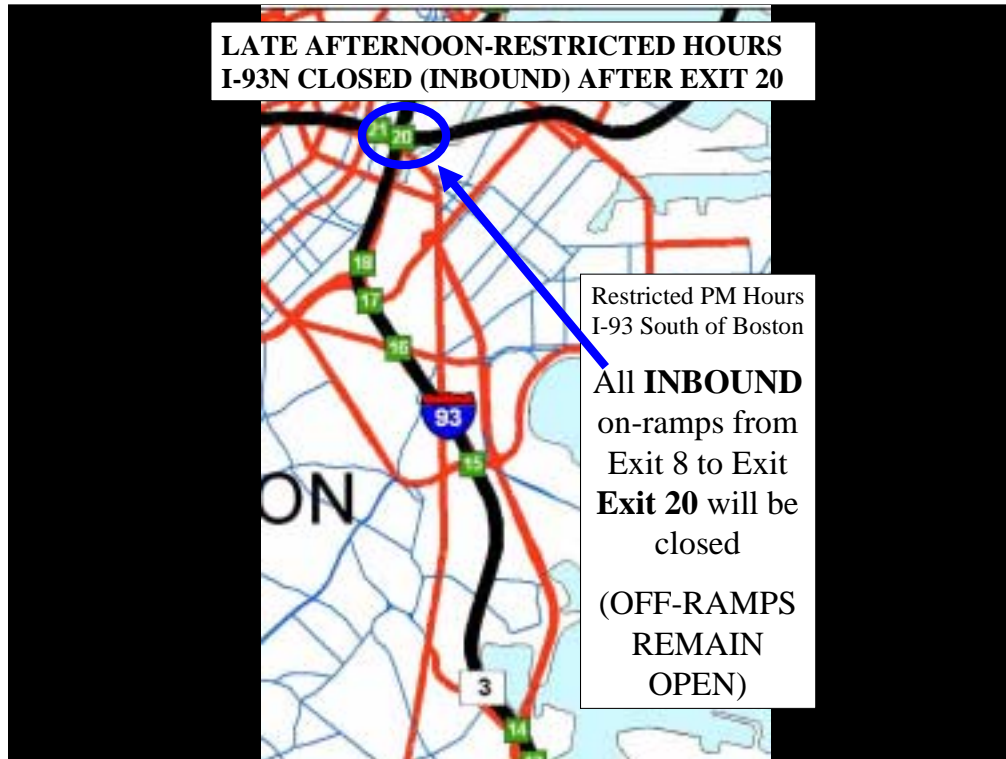 LATE AFTERNOON-RESTRICTED HOURS
I-93N CLOSED (INBOUND) AFTER EXIT 20
21 20
18
17
16
93
15
ON
3
14
Restricted PM Hours
I-93 South of Boston
All INBOUND
on-ramps from
Exit 8 to Exit
Exit 20 will be
closed
(OFF-RAMPS
REMAIN
OPEN)